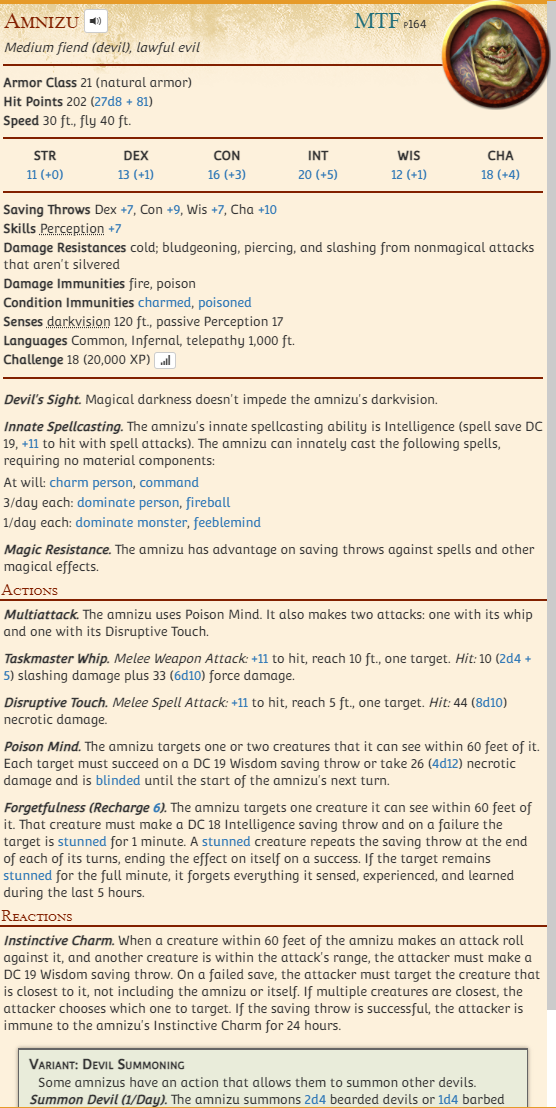 Amnizu MTF p164
Medium fiend (devil), lawful evil
Armor Class 21 (natural armor)
Hit Points 202 (27d8 + 81)
Speed 30 ft., fly 40 ft.
STR DEX CON INT WIS CHA
11 (+0) 13 (+1) 16 (+3) 20 (+5) 12 (+1) 18 (+4)
Saving Throws Dex +7, Con +9, Wis +7, Cha +10
Skills Perception +7
Damage Resistances cold; bludgeoning, piercing, and slashing from nonmagical attacks
that aren't silvered
Damage Immunities fire, poison
Condition Immunities charmed, poisoned
Senses darkvision 120 ft., passive Perception 17
Languages Common, Infernal, telepathy 1,000 ft.
Challenge 18 (20,000 XP)
Devil's Sight. Magical darkness doesn't impede the amnizu's darkvision.
Innate Spellcasting. The amnizu's innate spellcasting ability is Intelligence (spell save DC
19, +11 to hit with spell attacks). The amnizu can innately cast the following spells,
requiring no material components:
At will: charm person, command
3/day each: dominate person, fireball
1/day each: dominate monster, feeblemind
Magic Resistance. The amnizu has advantage on saving throws against spells and other
magical effects.
Actions
Multiattack. The amnizu uses Poison Mind. It also makes two attacks: one with its whip
and one with its Disruptive Touch.
Taskmaster Whip. Melee Weapon Attack: +11 to hit, reach 10 ft., one target. Hit: 10 (2d4 +
5) slashing damage plus 33 (6d10) force damage.
Disruptive Touch. Melee Spell Attack: +11 to hit, reach 5 ft., one target. Hit: 44 (8d10)
necrotic damage.
Poison Mind. The amnizu targets one or two creatures that it can see within 60 feet of it.
Each target must succeed on a DC 19 Wisdom saving throw or take 26 (4d12) necrotic
damage and is blinded until the start of the amnizu's next turn.
Forgetfulness (Recharge 6). The amnizu targets one creature it can see within 60 feet of
it. That creature must make a DC 18 Intelligence saving throw and on a failure the
target is stunned for 1 minute. A stunned creature repeats the saving throw at the end
of each of its turns, ending the effect on itself on a success. If the target remains
stunned for the full minute, it forgets everything it sensed, experienced, and learned
during the last 5 hours.
Reactions
Instinctive Charm. When a creature within 60 feet of the amnizu makes an attack roll
against it, and another creature is within the attack's range, the attacker must make a
DC 19 Wisdom saving throw. On a failed save, the attacker must target the creature that
is closest to it, not including the amnizu or itself. If multiple creatures are closest, the
attacker chooses which one to target. If the saving throw is successful, the attacker is
immune to the amnizu's Instinctive Charm for 24 hours.
Variant: Devil Summoning
Some amnizus have an action that allows them to summon other devils.
Summon Devil (1/Day). The amnizu summons 2d4 bearded devils or 1d4 barbed